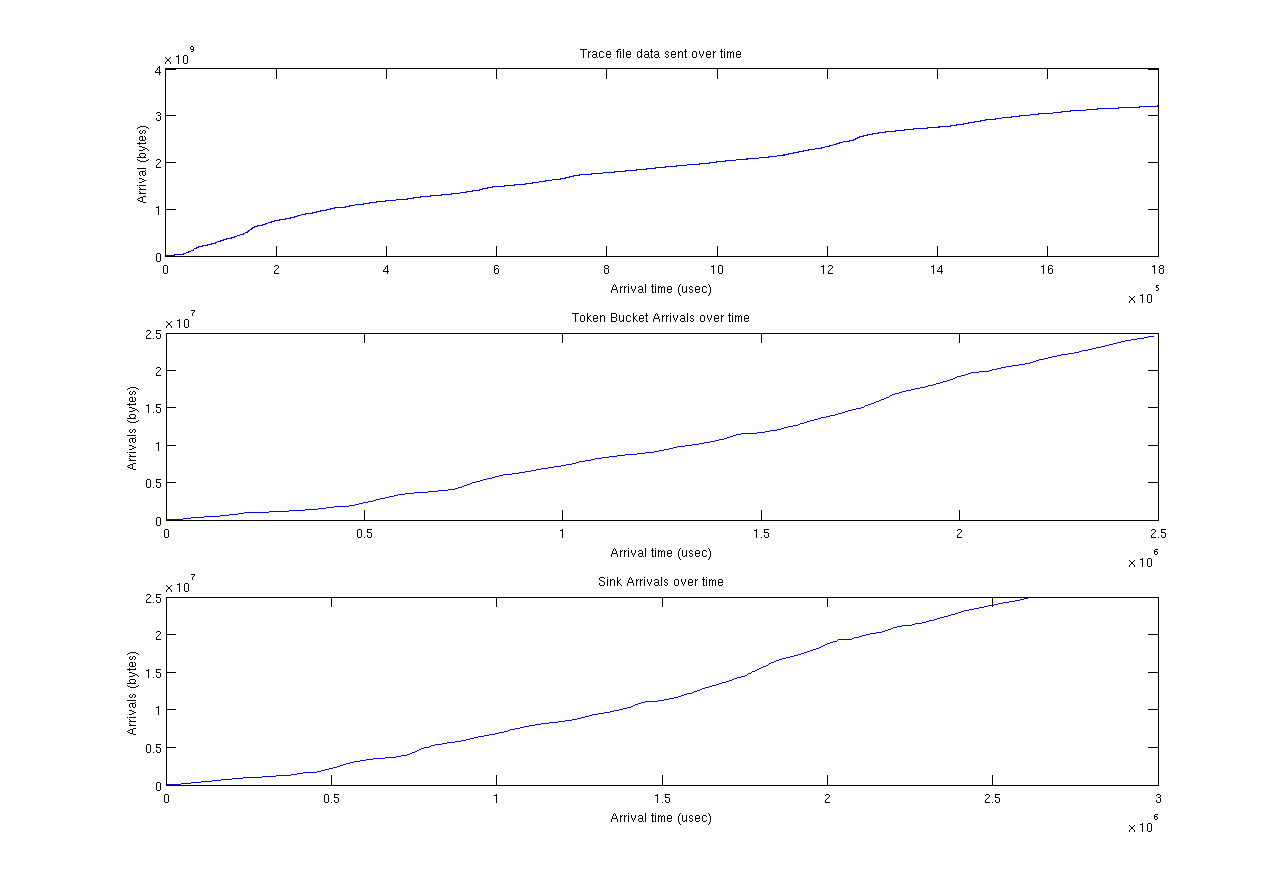 Trace file data sent over time
× 10^9
4
3
2
1
0
Arrival (bytes)
0 2 4 6 8 10 12 14 16 18
Arrival time (usec)
× 10^5
Token Bucket Arrivals over time
× 10^7
2.5
2
1.5
1
0.5
0
Arrivals (bytes)
0 0.5 1 1.5 2 2.5
Arrival time (usec)
× 10^6
Sink Arrivals over time
× 10^7
2.5
2
1.5
1
0.5
0
Arrivals (bytes)
0 0.5 1 1.5 2 2.5 3
Arrival time (usec)
× 10^6